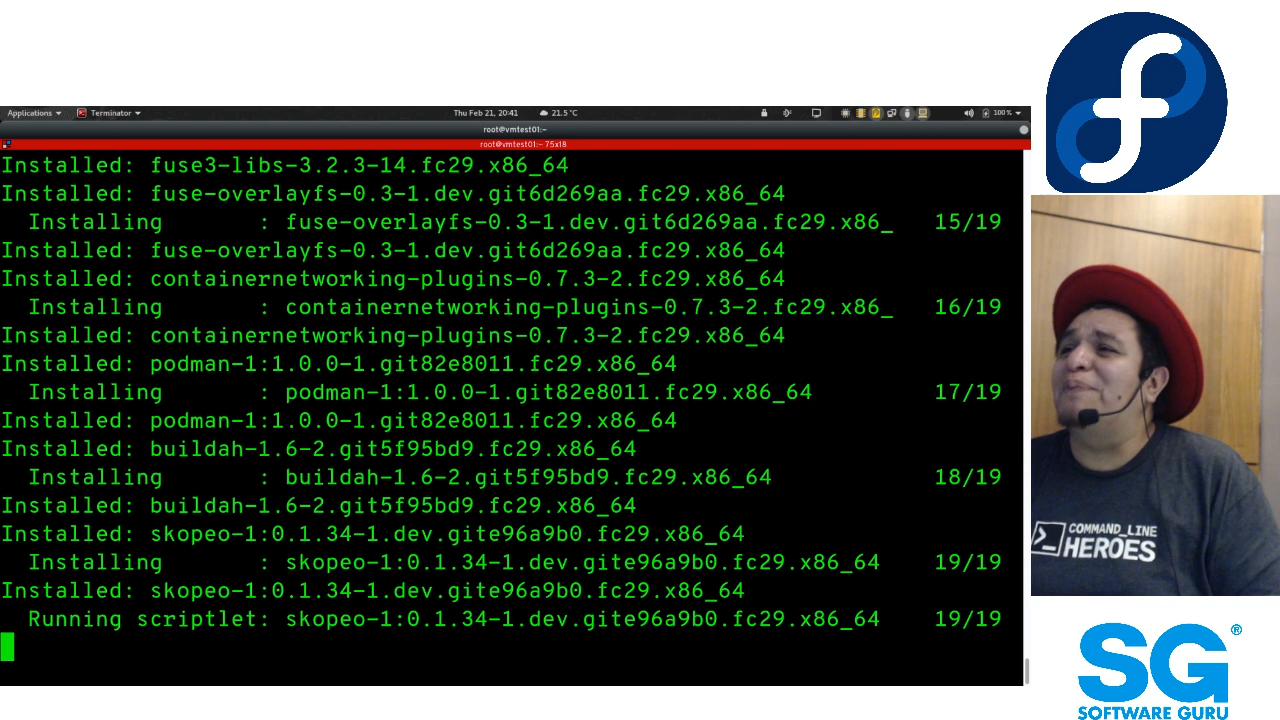 Applications
Terminator
Thu Feb 21, 20:41
21.5 °C
100 %
root@vmtest01:~
root@vmtest01:~ 75x18
Installed: fuse3-libs-3.2.3-14.fc29.x86_64
Installed: fuse-overlayfs-0.3-1.dev.git6d269aa.fc29.x86_64
Installing : fuse-overlayfs-0.3-1.dev.git6d269aa.fc29.x86_ 15/19
Installed: fuse-overlayfs-0.3-1.dev.git6d269aa.fc29.x86_64
Installed: containernetworking-plugins-0.7.3-2.fc29.x86_64
Installing : containernetworking-plugins-0.7.3-2.fc29.x86_ 16/19
Installed: containernetworking-plugins-0.7.3-2.fc29.x86_64
Installed: podman-1:1.0.0-1.git82e8011.fc29.x86_64
Installing : podman-1:1.0.0-1.git82e8011.fc29.x86_64 17/19
Installed: podman-1:1.0.0-1.git82e8011.fc29.x86_64
Installed: buildah-1.6-2.git5f95bd9.fc29.x86_64
Installing : buildah-1.6-2.git5f95bd9.fc29.x86_64 18/19
Installed: buildah-1.6-2.git5f95bd9.fc29.x86_64
Installed: skopeo-1:0.1.34-1.dev.gite96a9b0.fc29.x86_64
Installing : skopeo-1:0.1.34-1.dev.gite96a9b0.fc29.x86_64 19/19
Installed: skopeo-1:0.1.34-1.dev.gite96a9b0.fc29.x86_64
Running scriptlet: skopeo-1:0.1.34-1.dev.gite96a9b0.fc29.x86_64 19/19
COMMAND_LINE
HEROES
SG®
SOFTWARE GURU